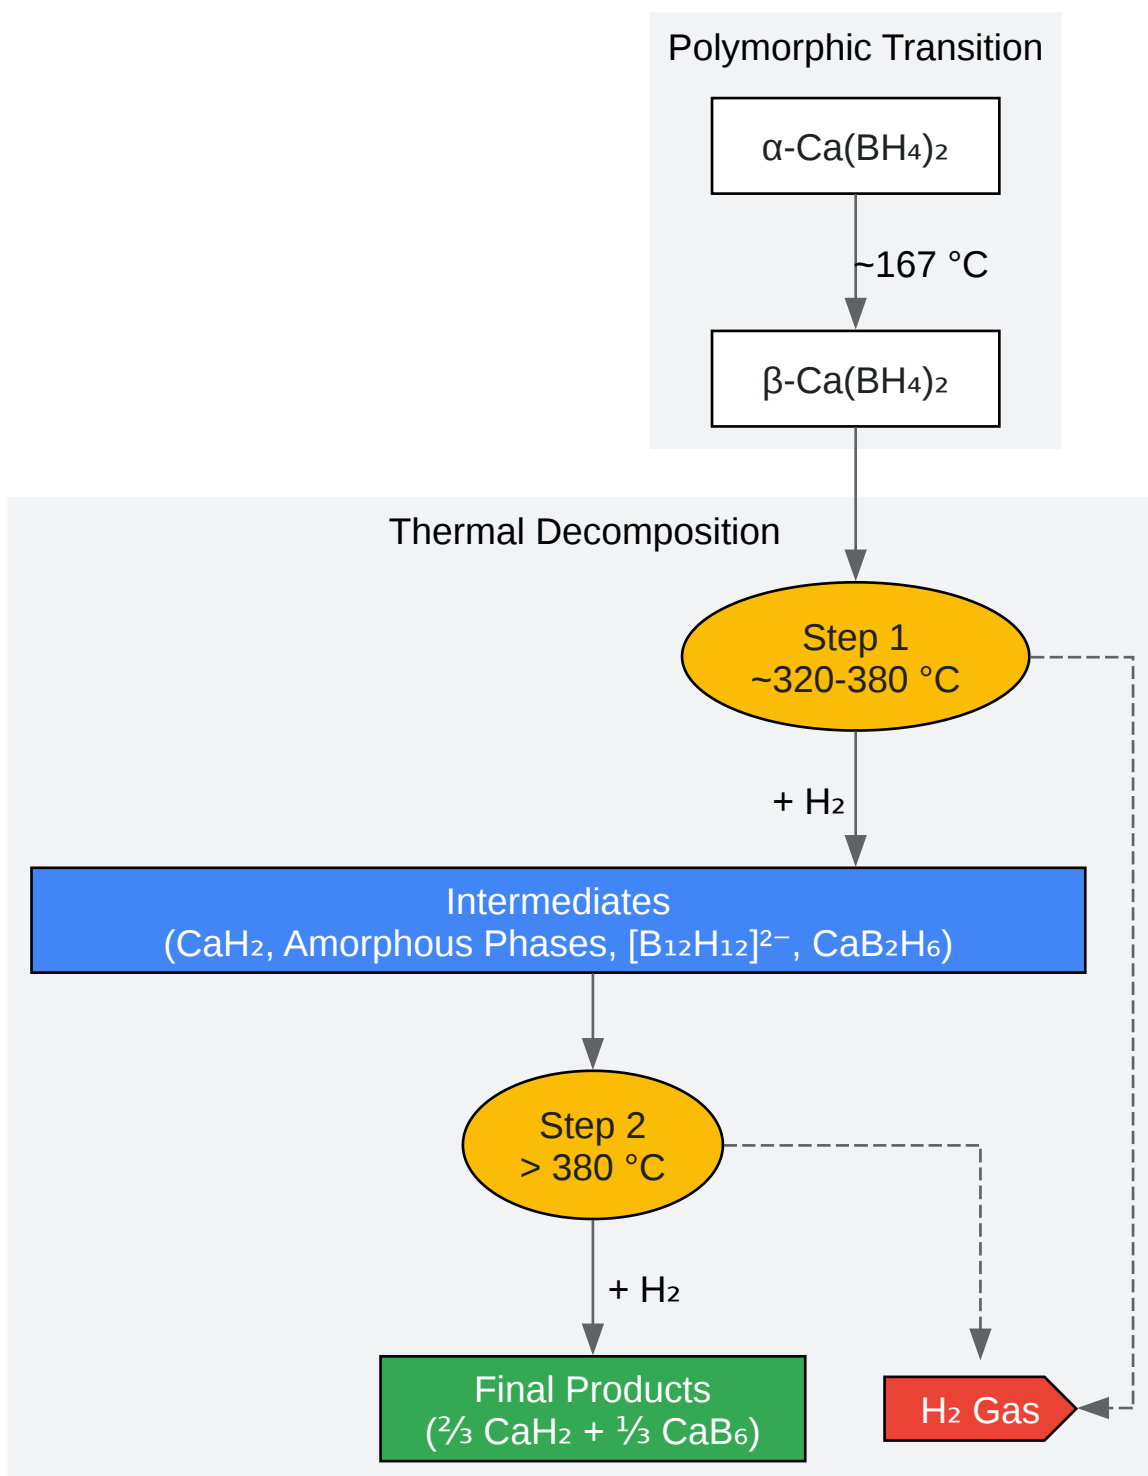 Polymorphic Transition
α-Ca(BH₄)₂
~167 °C
β-Ca(BH₄)₂
Thermal Decomposition
Step 1
~320-380 °C
+ H₂
Intermediates
(CaH₂, Amorphous Phases, [B₁₂H₁₂]²⁻, CaB₂H₆)
Step 2
> 380 °C
+ H₂
Final Products
(⅔ CaH₂ + ⅓ CaB₆)
H₂ Gas